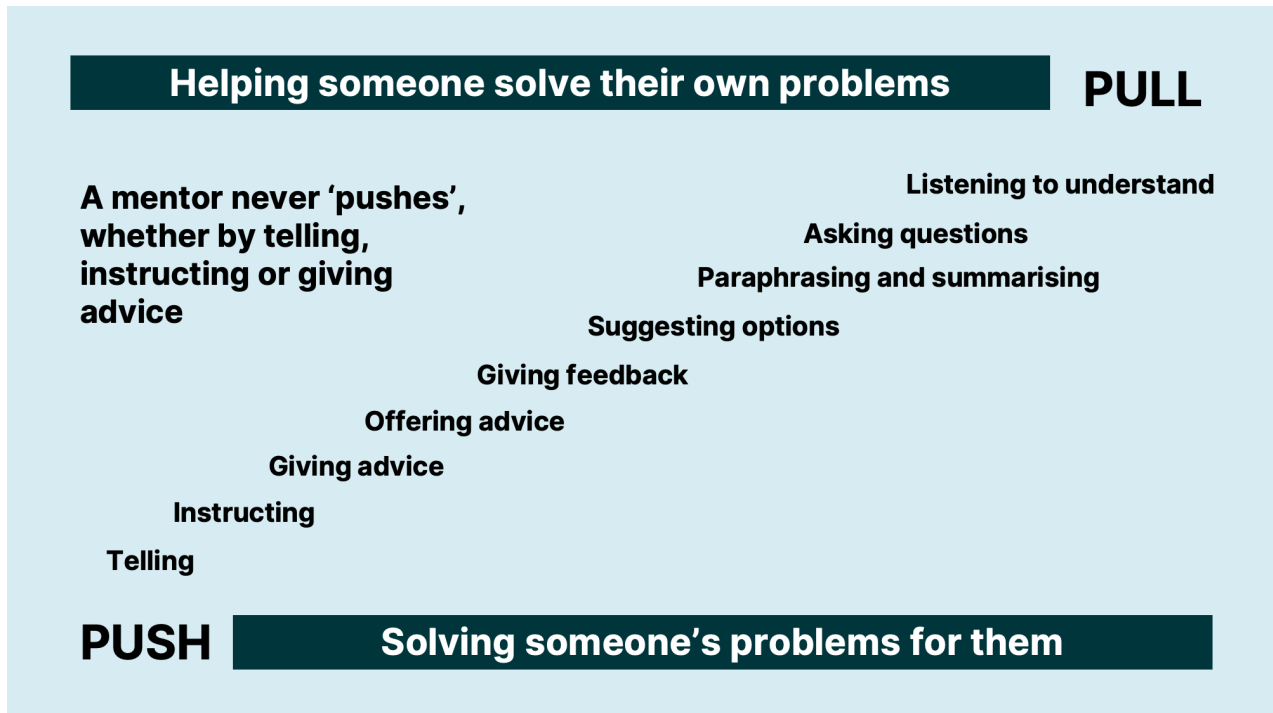 Helping someone solve their own problems
PULL
A mentor never ‘pushes’,
whether by telling,
instructing or giving
advice
Listening to understand
Asking questions
Paraphrasing and summarising
Suggesting options
Giving feedback
Offering advice
Giving advice
Instructing
Telling
PUSH
Solving someone’s problems for them